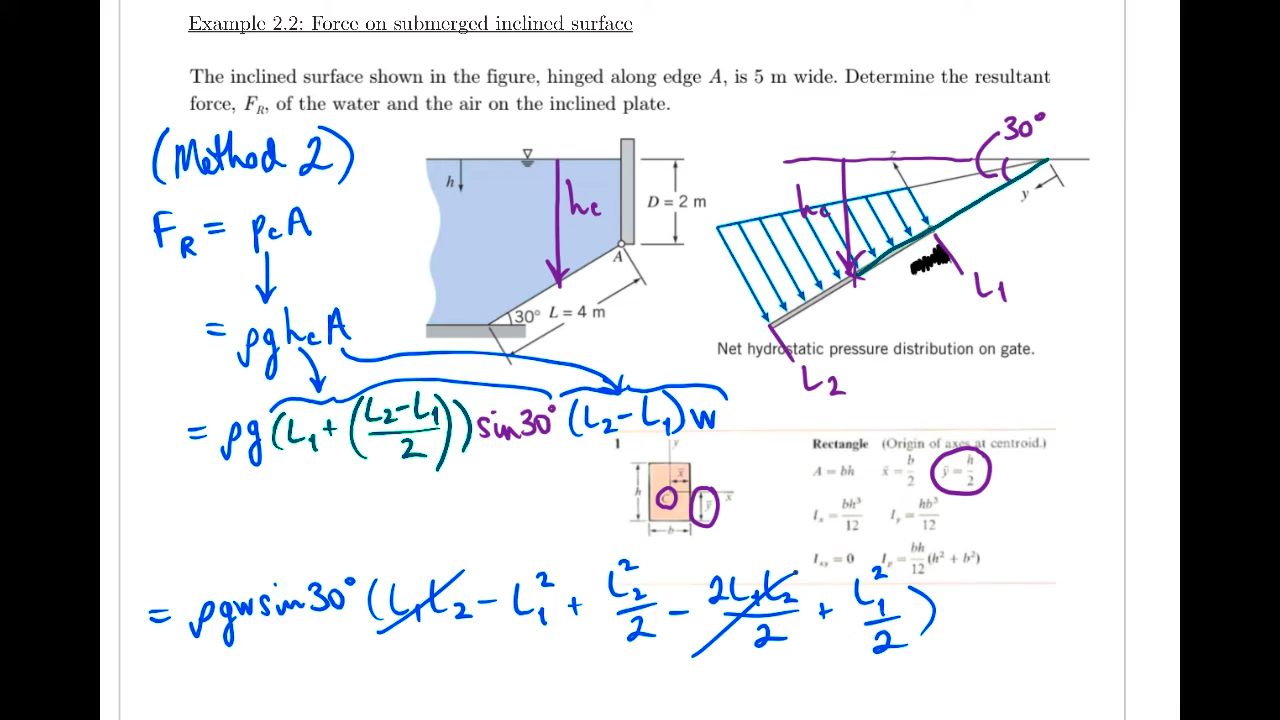 Example 2.2: Force on submerged inclined surface
The inclined surface shown in the figure, hinged along edge A, is 5 m wide. Determine the resultant
force, F_R, of the water and the air on the inclined plate.
(Method 2)
F_R = p_c A
= ρg h_c A
= ρg (L_1 + ((L_2 - L_1)/2)) sin30° (L_2 - L_1) w
h
h_c
D = 2 m
A
30°
L = 4 m
30°
z
y
h_c
L_1
L_2
Net hydrostatic pressure distribution on gate.
1
y
x̄
h
C
ȳ
x
b
Rectangle (Origin of axes at centroid.)
A = bh x̄ = b/2 ȳ = h/2
I_x = bh³/12 I_y = hb³/12
I_xy = 0 I_p = bh/12 (h² + b²)
= ρgw sin30° (L_1L_2 - L_1² + L_2²/2 - 2L_1L_2/2 + L_1²/2)